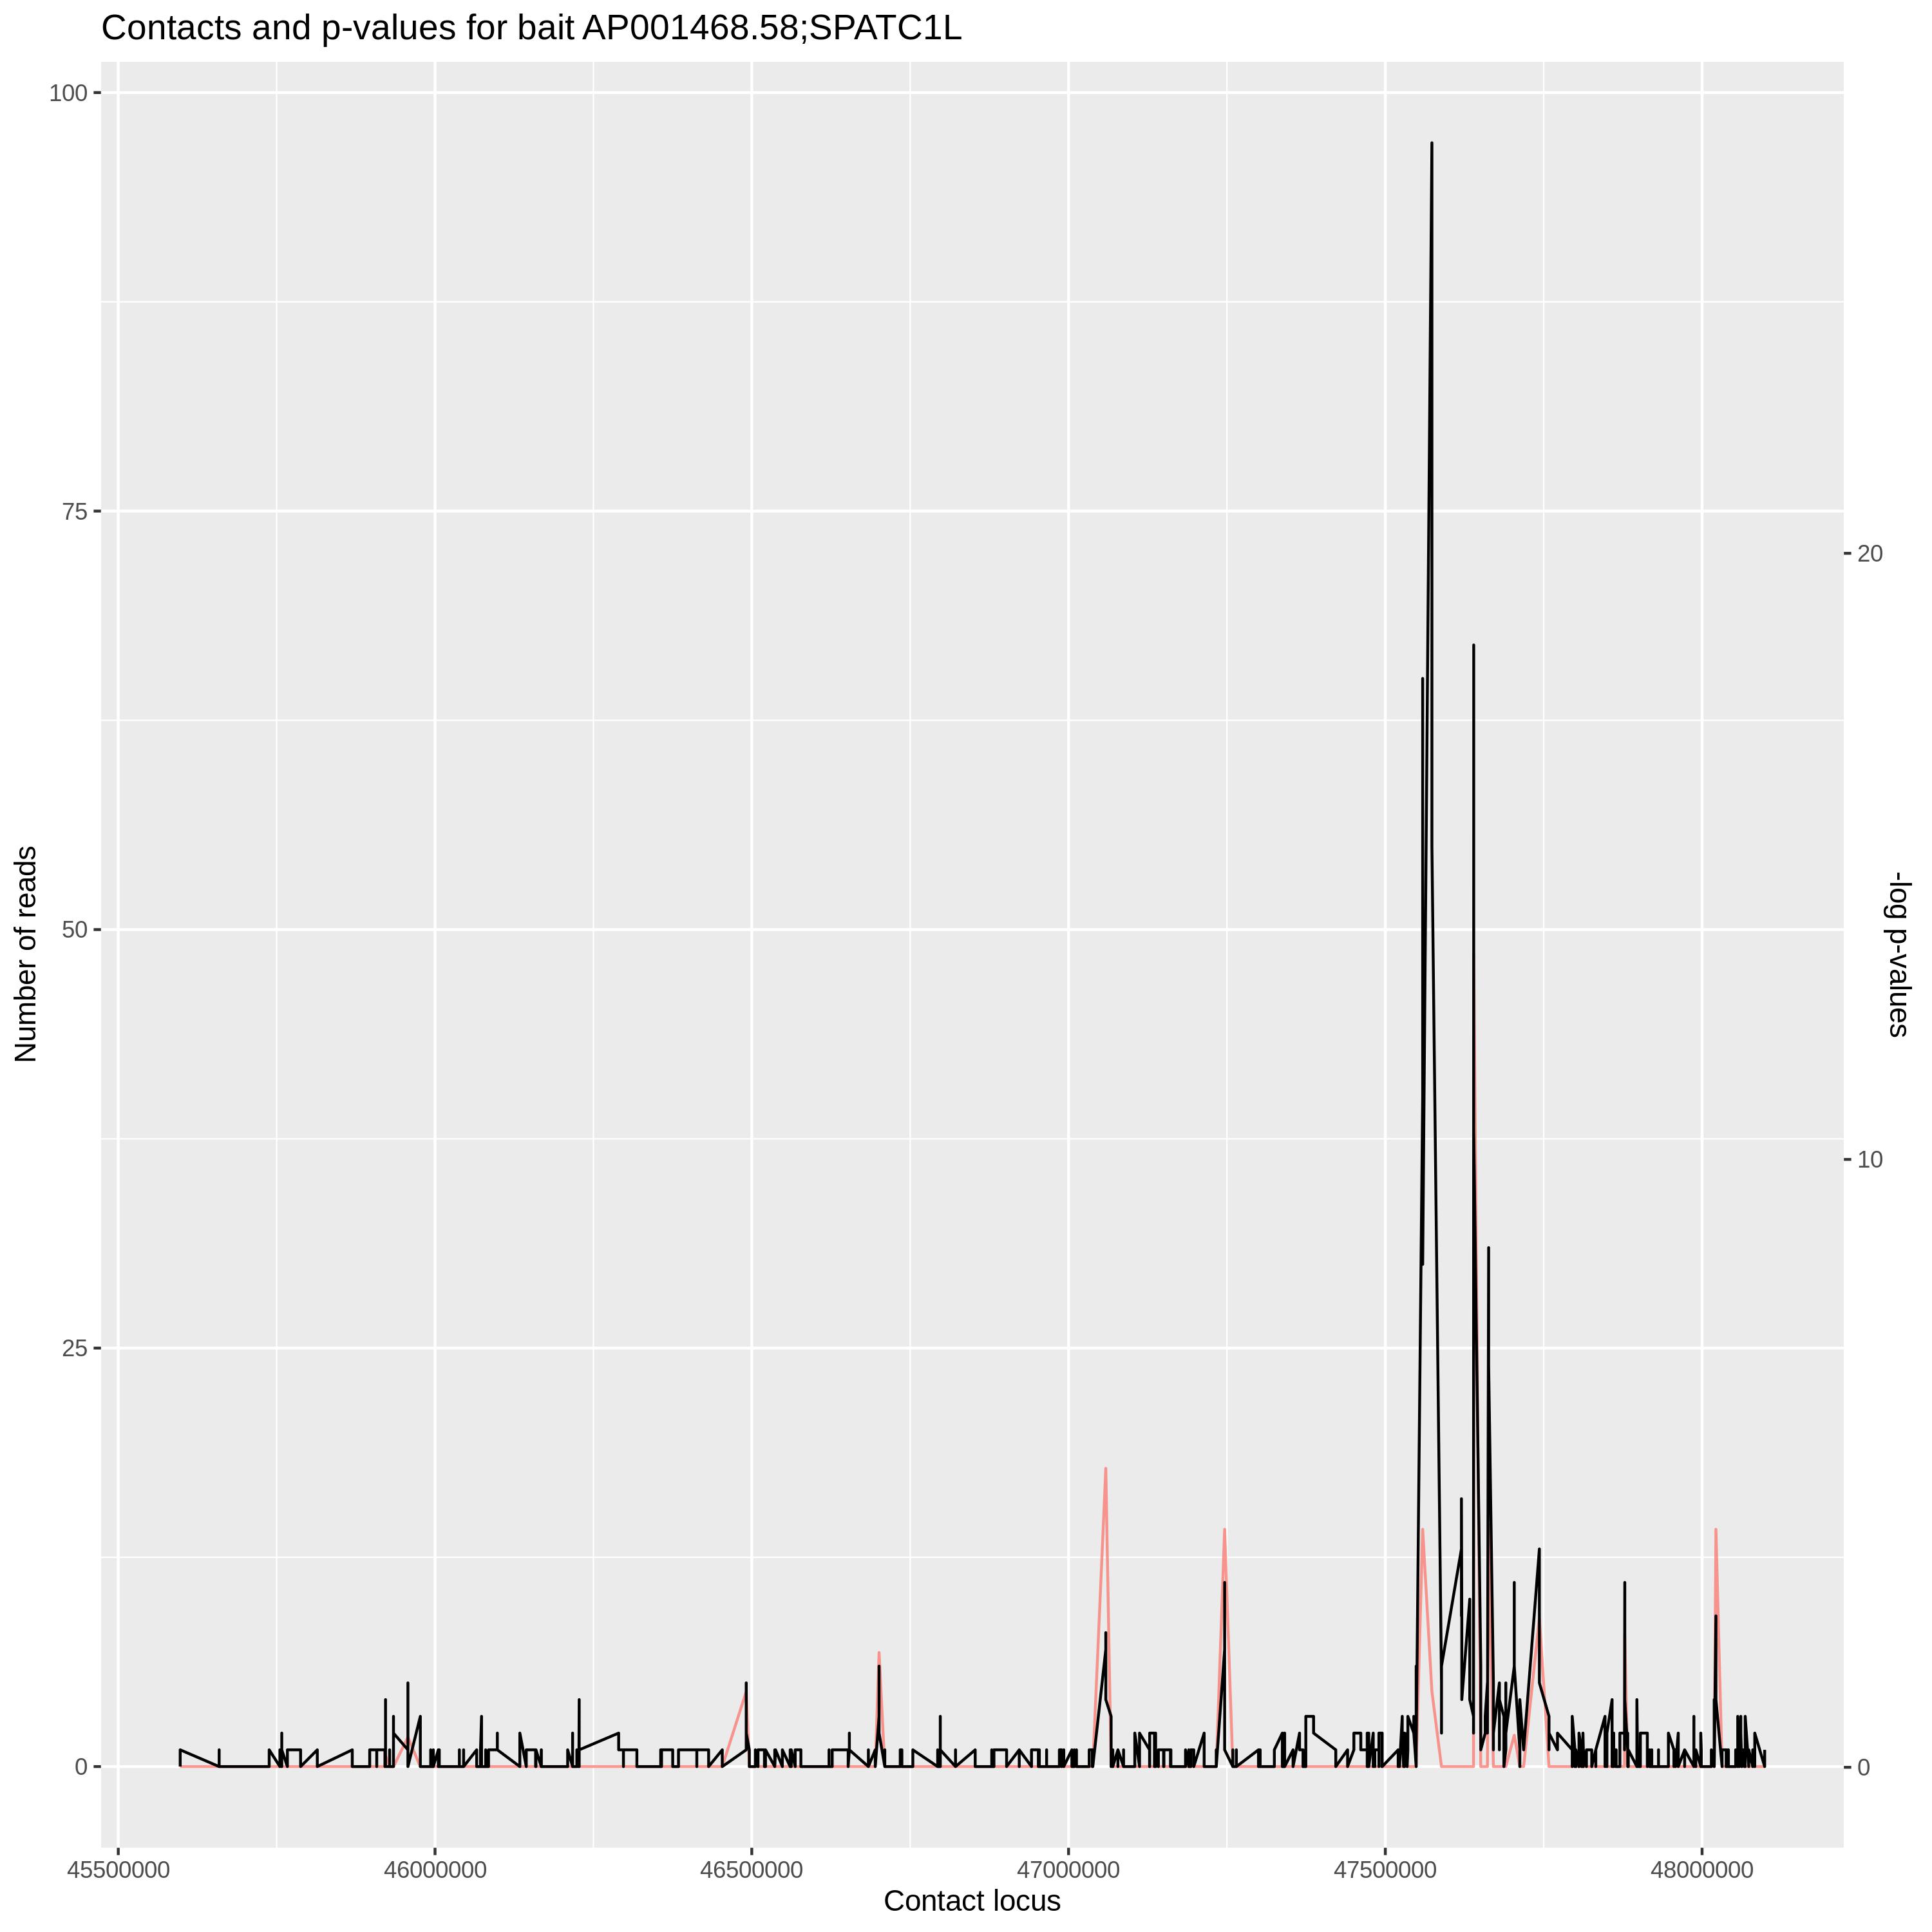 Contacts and p-values for bait AP001468.58;SPATC1L
100
75
50
25
0
20
10
0
Number of reads
-log p-values
45500000 46000000 46500000 47000000 47500000 48000000
Contact locus